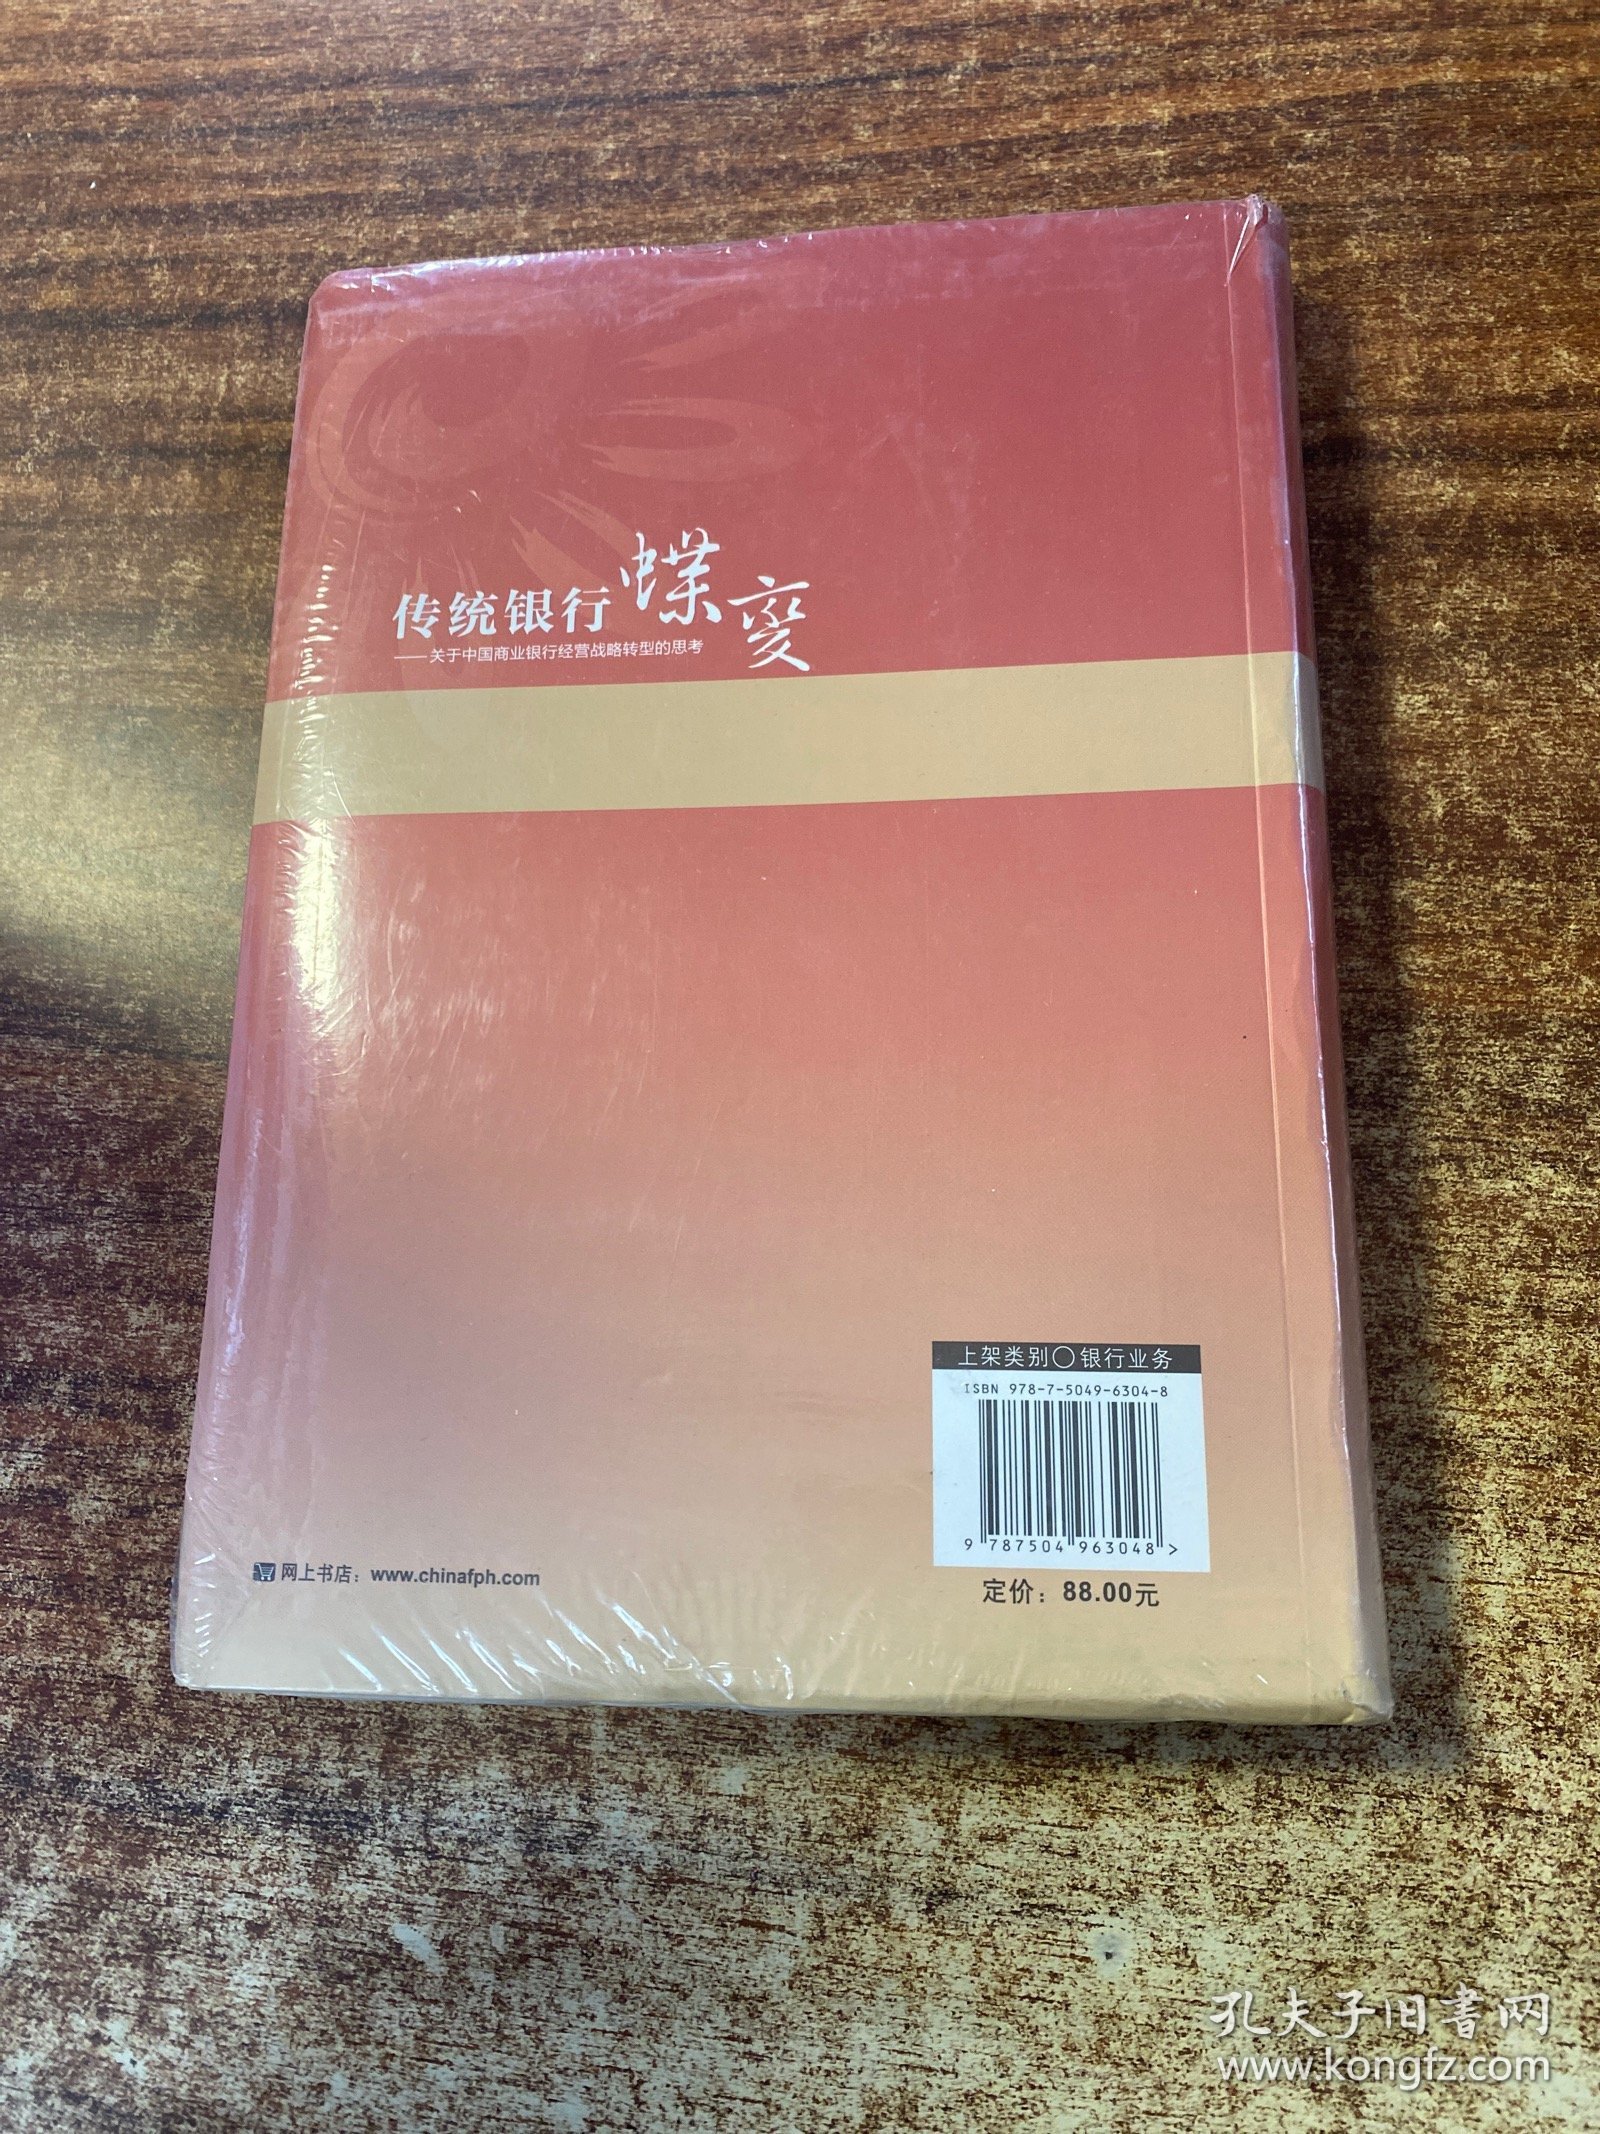 传统银行蝶变
——关于中国商业银行经营战略转型的思考
上架类别○银行业务
ISBN 978-7-5049-6304-8
9 787504 963048 >
定价：88.00元
网上书店：www.chinafph.com
孔夫子旧书网
www.kongfz.com